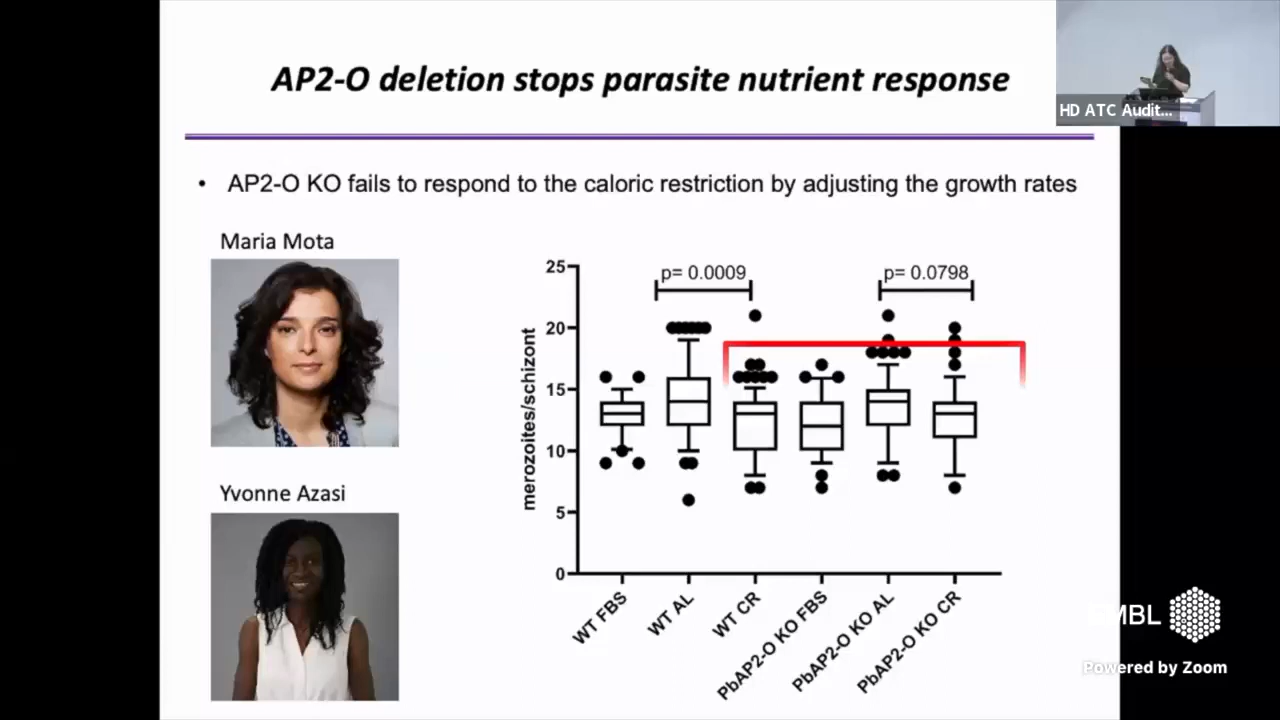 AP2-O deletion stops parasite nutrient response
HD ATC Audit...
• AP2-O KO fails to respond to the caloric restriction by adjusting the growth rates
Maria Mota
Yvonne Azasi
p= 0.0009
p= 0.0798
merozoites/schizont
25
20
15
10
5
0
WT FBS
WT AL
WT CR
PbAP2-O KO FBS
PbAP2-O KO AL
PbAP2-O KO CR
EMBL
Powered by Zoom